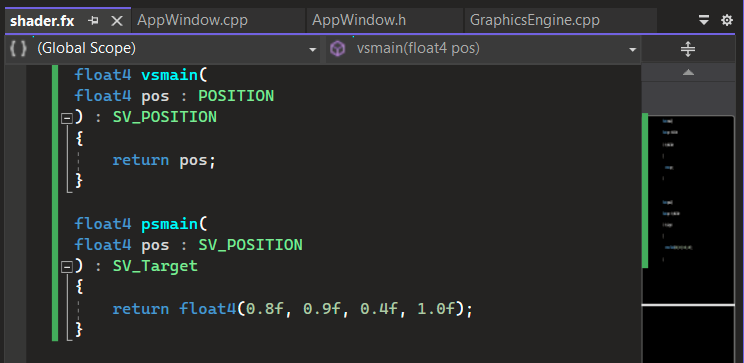 shader.fx AppWindow.cpp AppWindow.h GraphicsEngine.cpp
{} (Global Scope) vsmain(float4 pos)
float4 vsmain(
float4 pos : POSITION
) : SV_POSITION
{
return pos;
}
float4 psmain(
float4 pos : SV_POSITION
) : SV_Target
{
return float4(0.8f, 0.9f, 0.4f, 1.0f);
}